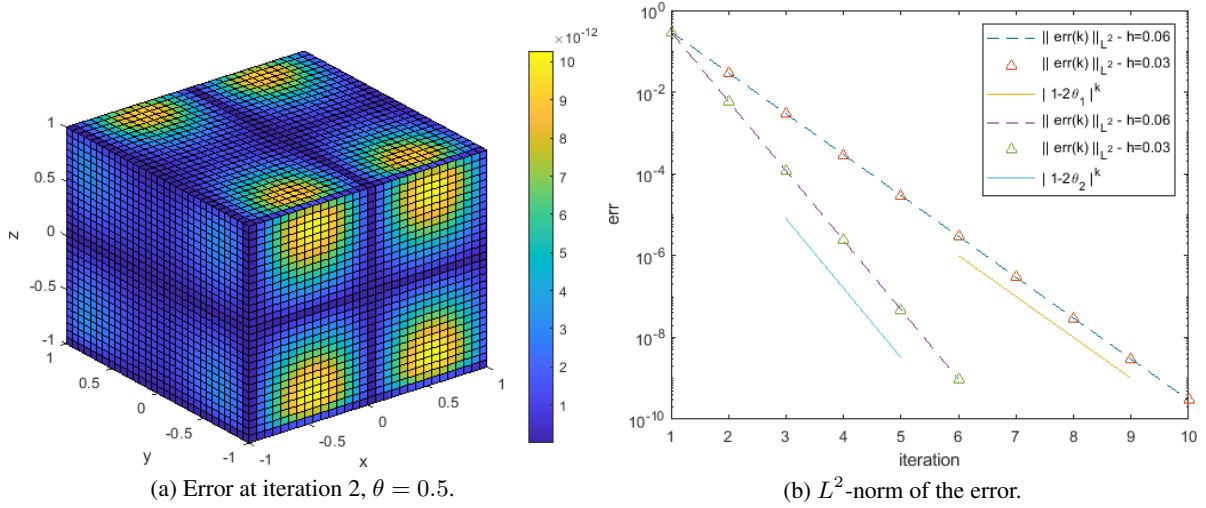 ×10⁻¹²
10
9
8
7
6
5
4
3
2
1
z
1
0.5
0
-0.5
-1
y
1
0.5
0
-0.5
-1
x
-1
-0.5
0
0.5
1
(a) Error at iteration 2, θ = 0.5.
err
10⁰
10⁻²
10⁻⁴
10⁻⁶
10⁻⁸
10⁻¹⁰
|| err(k) ||_L² - h=0.06
|| err(k) ||_L² - h=0.03
| 1-2θ₁ |ᵏ
|| err(k) ||_L² - h=0.06
|| err(k) ||_L² - h=0.03
| 1-2θ₂ |ᵏ
1 2 3 4 5 6 7 8 9 10
iteration
(b) L²-norm of the error.